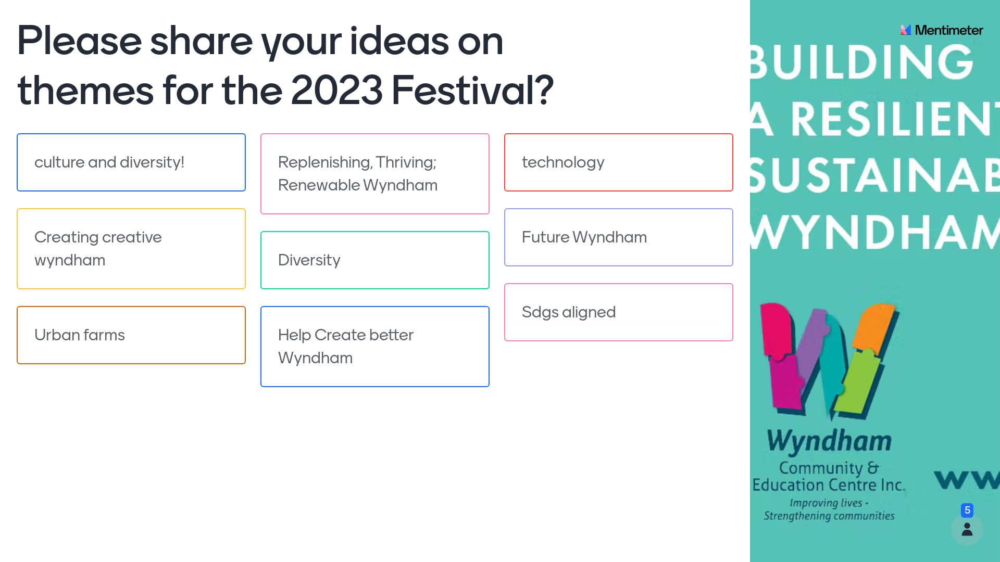 Please share your ideas on
themes for the 2023 Festival?
culture and diversity!
Replenishing, Thriving;
Renewable Wyndham
technology
Creating creative
wyndham
Diversity
Future Wyndham
Urban farms
Help Create better
Wyndham
Sdgs aligned
Mentimeter
BUILDING
A RESILIENT
SUSTAINAB
WYNDHAM
Wyndham
Community &
Education Centre Inc.
Improving lives -
Strengthening communities
ww
5